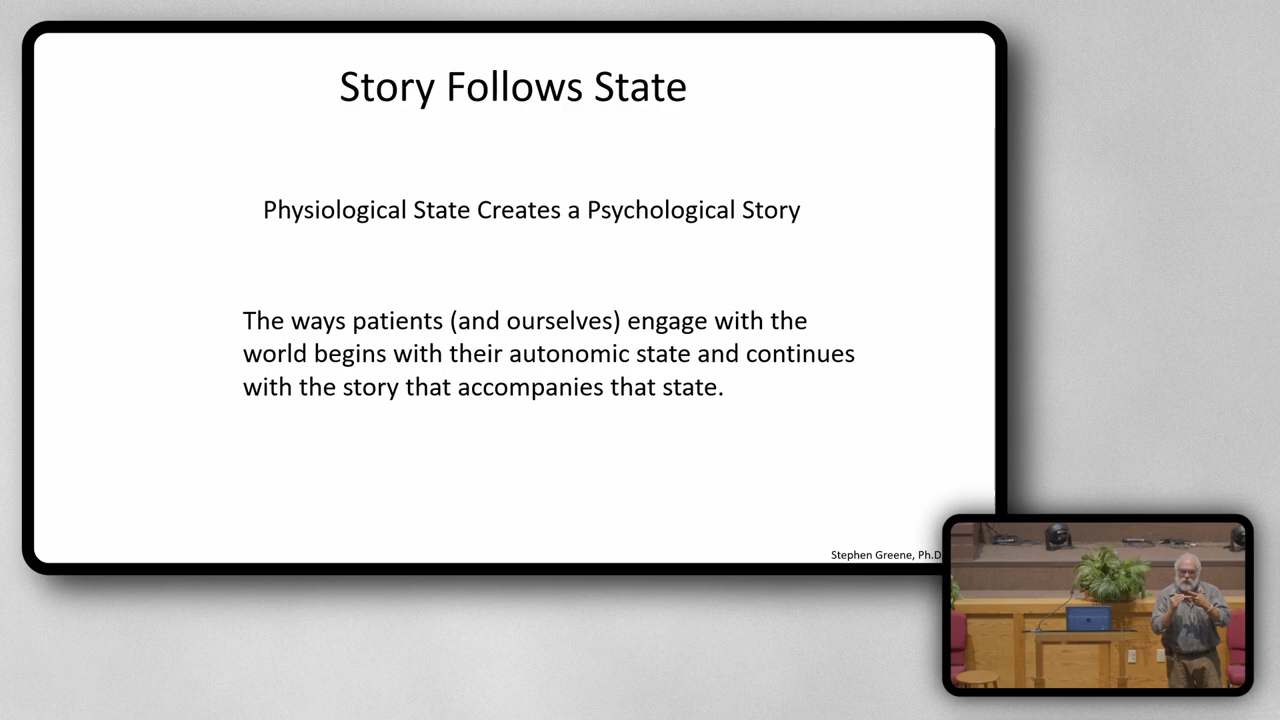 Story Follows State
Physiological State Creates a Psychological Story
The ways patients (and ourselves) engage with the
world begins with their autonomic state and continues
with the story that accompanies that state.
Stephen Greene, Ph.D